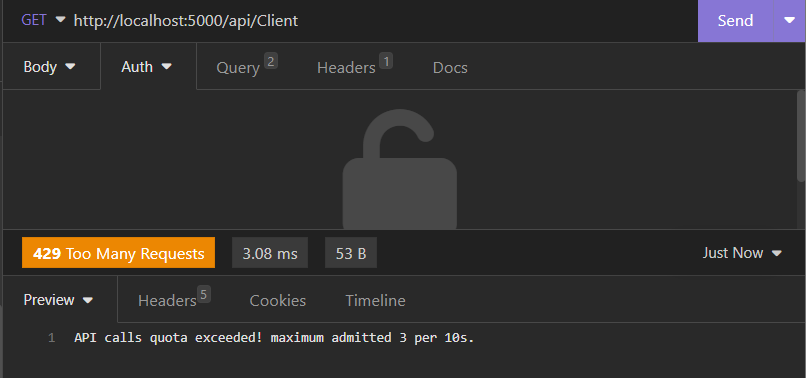 GET http://localhost:5000/api/Client Send
Body Auth Query 2 Headers 1 Docs
429 Too Many Requests 3.08 ms 53 B Just Now
Preview Headers 5 Cookies Timeline
1 API calls quota exceeded! maximum admitted 3 per 10s.